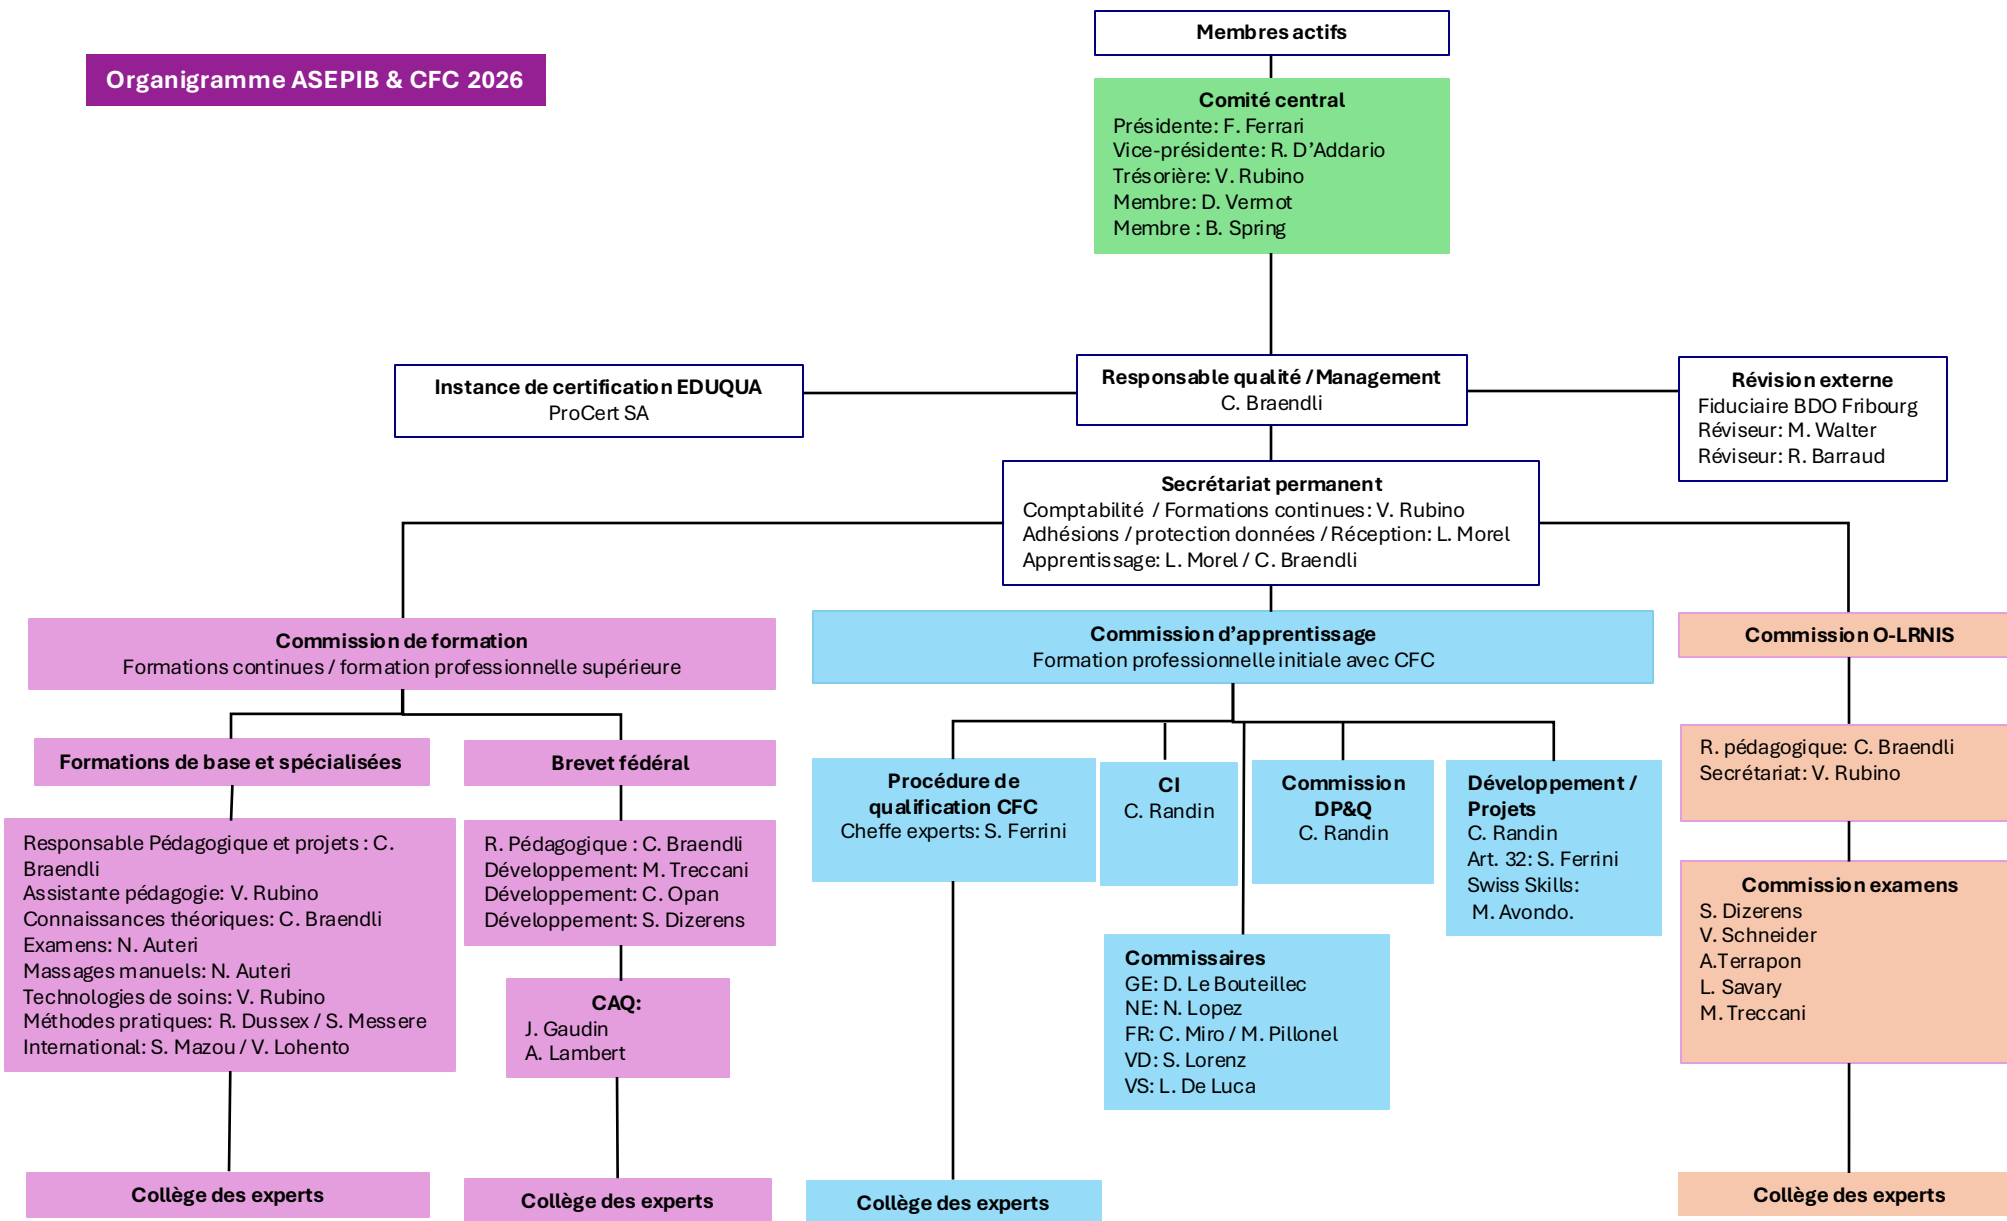 Organigramme ASEPIB & CFC 2026
Membres actifs
Comité central
Présidente: F. Ferrari
Vice-présidente: R. D’Addario
Trésorière: V. Rubino
Membre: D. Vermot
Membre : B. Spring
Instance de certification EDUQUA
ProCert SA
Responsable qualité / Management
C. Braendli
Révision externe
Fiduciaire BDO Fribourg
Réviseur: M. Walter
Réviseur: R. Barraud
Secrétariat permanent
Comptabilité / Formations continues: V. Rubino
Adhésions / protection données / Réception: L. Morel
Apprentissage: L. Morel / C. Braendli
Commission de formation
Formations continues / formation professionnelle supérieure
Commission d’apprentissage
Formation professionnelle initiale avec CFC
Commission O-LRNIS
Formations de base et spécialisées
Responsable Pédagogique et projets : C.
Braendli
Assistante pédagogie: V. Rubino
Connaissances théoriques: C. Braendli
Examens: N. Auteri
Massages manuels: N. Auteri
Technologies de soins: V. Rubino
Méthodes pratiques: R. Dussex / S. Messere
International: S. Mazou / V. Lohento
Collège des experts
Brevet fédéral
R. Pédagogique : C. Braendli
Développement: M. Treccani
Développement: C. Opan
Développement: S. Dizerens
CAQ:
J. Gaudin
A. Lambert
Collège des experts
Procédure de
qualification CFC
Cheffe experts: S. Ferrini
Collège des experts
CI
C. Randin
Commission
DP&Q
C. Randin
Développement /
Projets
C. Randin
Art. 32: S. Ferrini
Swiss Skills:
M. Avondo.
Commissaires
GE: D. Le Bouteillec
NE: N. Lopez
FR: C. Miro / M. Pillonel
VD: S. Lorenz
VS: L. De Luca
R. pédagogique: C. Braendli
Secrétariat: V. Rubino
Commission examens
S. Dizerens
V. Schneider
A.Terrapon
L. Savary
M. Treccani
Collège des experts